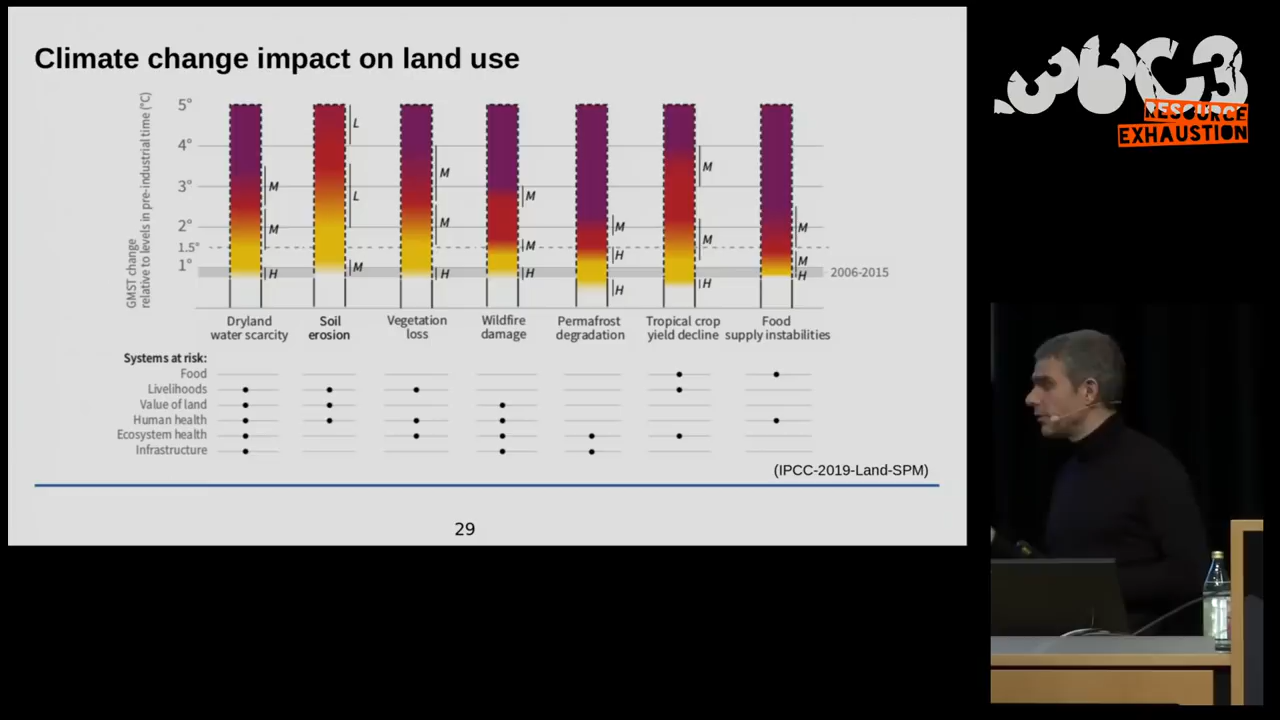 Climate change impact on land use
GMST change
relative to levels in pre-industrial time (°C)
5°
4°
3°
2°
1.5°
1°
L
M
M
L
M
M
M
M
M
M
M
H
M
H
M
H
H
H
M
H
H
M
M
H
2006-2015
Dryland
water scarcity
Soil
erosion
Vegetation
loss
Wildfire
damage
Permafrost
degradation
Tropical crop
yield decline
Food
supply instabilities
Systems at risk:
Food
Livelihoods
Value of land
Human health
Ecosystem health
Infrastructure
(IPCC-2019-Land-SPM)
29
36C3
RESOURCE
EXHAUSTION